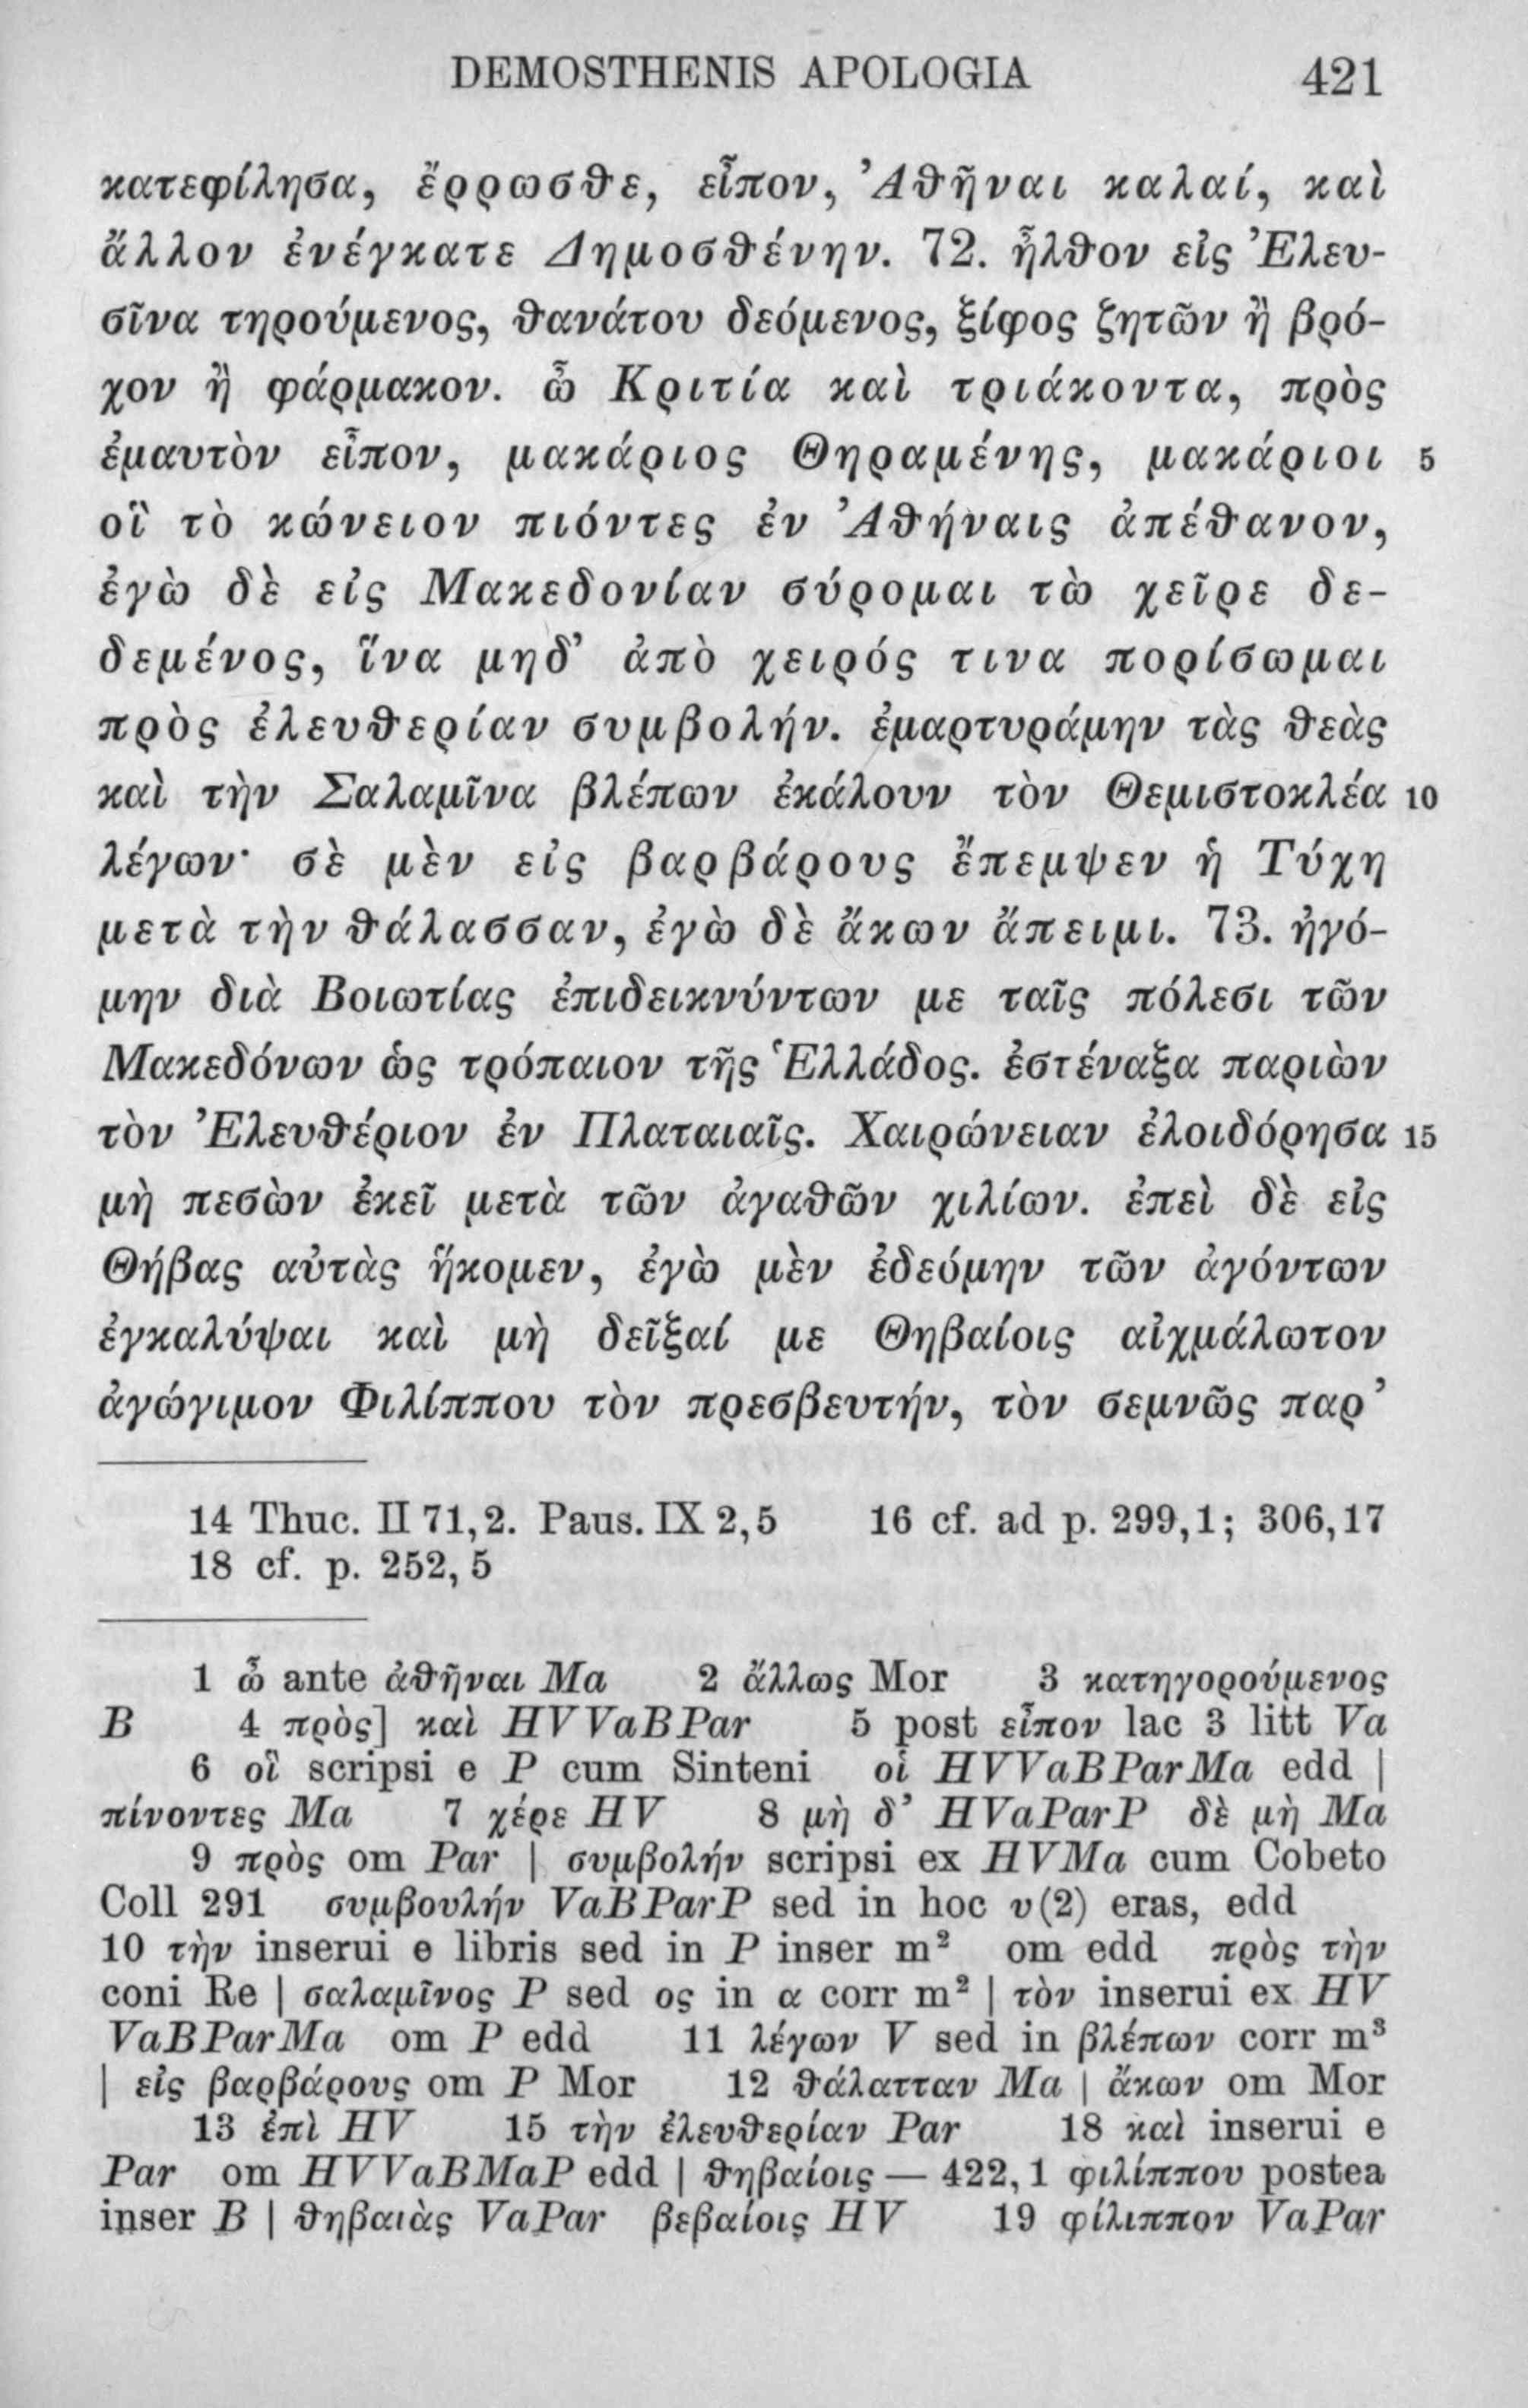 DEMOSTHENIS APOLOGIA 421
κατεφίλησα, ἔρρωσθε, εἶπον, Ἀθῆναι καλαί, καὶ
ἄλλον ἐνέγκατε Δημοσθένην. 72. ἦλθον εἰς Ἐλευ-
σῖνα τηρούμενος, θανάτου δεόμενος, ξίφος ζητῶν ἢ βρό-
χον ἢ φάρμακον. ὦ Κριτία καὶ τριάκοντα, πρὸς
ἐμαυτὸν εἶπον, μακάριος Θηραμένης, μακάριοι 5
οἳ τὸ κώνειον πιόντες ἐν Ἀθήναις ἀπέθανον,
ἐγὼ δὲ εἰς Μακεδονίαν σύρομαι τὼ χεῖρε δε-
δεμένος, ἵνα μηδ’ ἀπὸ χειρός τινα πορίσωμαι
πρὸς ἐλευθερίαν συμβολήν. ἐμαρτυράμην τὰς θεὰς
καὶ τὴν Σαλαμῖνα βλέπων ἐκάλουν τὸν Θεμιστοκλέα 10
λέγων· σὲ μὲν εἰς βαρβάρους ἔπεμψεν ἡ Τύχη
μετὰ τὴν θάλασσαν, ἐγὼ δὲ ἄκων ἄπειμι. 73. ἠγό-
μην διὰ Βοιωτίας ἐπιδεικνύντων με ταῖς πόλεσι τῶν
Μακεδόνων ὡς τρόπαιον τῆς Ἑλλάδος. ἐστέναξα παριὼν
τὸν Ἐλευθέριον ἐν Πλαταιαῖς. Χαιρώνειαν ἐλοιδόρησα 15
μὴ πεσὼν ἐκεῖ μετὰ τῶν ἀγαθῶν χιλίων. ἐπεὶ δὲ εἰς
Θήβας αὐτὰς ἥκομεν, ἐγὼ μὲν ἐδεόμην τῶν ἀγόντων
ἐγκαλύψαι καὶ μὴ δεῖξαί με Θηβαίοις αἰχμάλωτον
ἀγώγιμον Φιλίππου τὸν πρεσβευτήν, τὸν σεμνῶς παρ’
14 Thuc. II 71,2. Paus. IX 2,5 16 cf. ad p. 299,1; 306,17
18 cf. p. 252,5
1 ὦ ante ἀθῆναι Ma 2 ἄλλως Mor 3 κατηγορούμενος
B 4 πρὸς] καὶ HVVaBPar 5 post εἶπον lac 3 litt Va
6 οἳ scripsi e P cum Sinteni οἱ HVVaBParMa edd |
πίνοντες Ma 7 χέρε HV 8 μὴ δ’ HVaParP δὲ μὴ Ma
9 πρὸς om Par | συμβολήν scripsi ex HVMa cum Cobeto
Coll 291 συμβουλήν VaBParP sed in hoc υ(2) eras, edd
10 τὴν inserui e libris sed in P inser m² om edd πρὸς τὴν
coni Re | σαλαμῖνος P sed ος in α corr m² | τὸν inserui ex HV
VaBParMa om P edd 11 λέγων V sed in βλέπων corr m³
| εἰς βαρβάρους om P Mor 12 θάλατταν Ma | ἄκων om Mor
13 ἐπὶ HV 15 τὴν ἐλευθερίαν Par 18 καὶ inserui e
Par om HVVaBMaP edd | θηβαίοις — 422,1 φιλίππου postea
inser B | θηβαιὰς VaPar βεβαίοις HV 19 φίλιππον VaPar